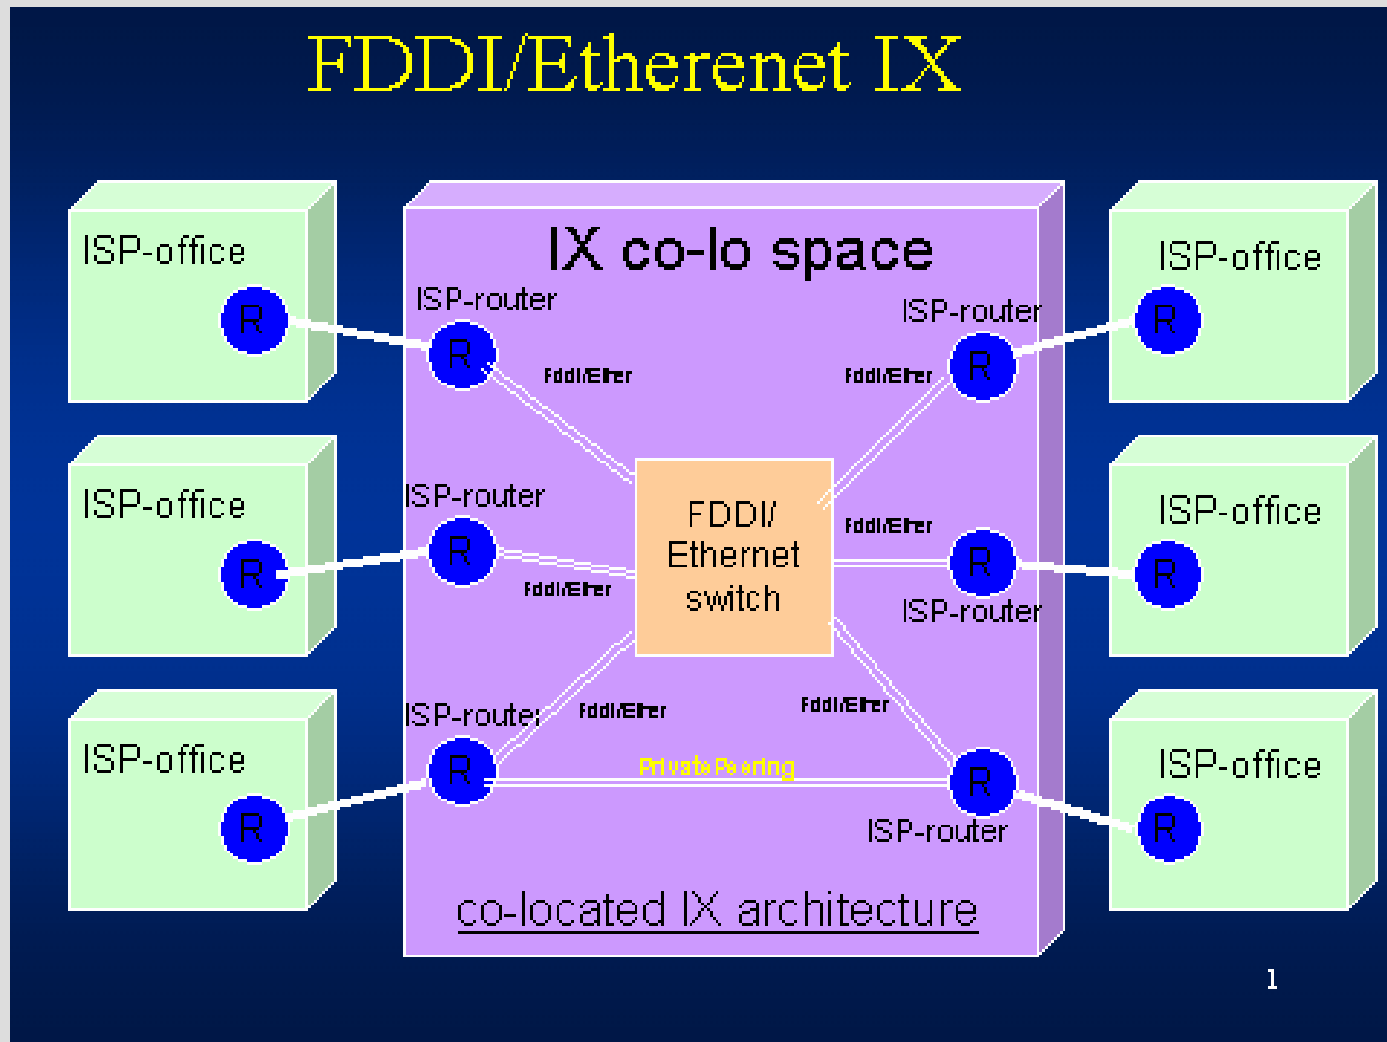 FDDI/Etherenet IX
ISP-office
R
ISP-office
R
ISP-office
R
IX co-lo space
ISP-router
R
Fddi/Ether
ISP-router
R
Fddi/Ether
ISP-router
R
Fddi/Ether
FDDI/
Ethernet
switch
ISP-router
R
Fddi/Ether
Fddi/Ether
R
ISP-router
Fddi/Ether
Private Peering
R
ISP-router
co-located IX architecture
ISP-office
R
ISP-office
R
ISP-office
R
1